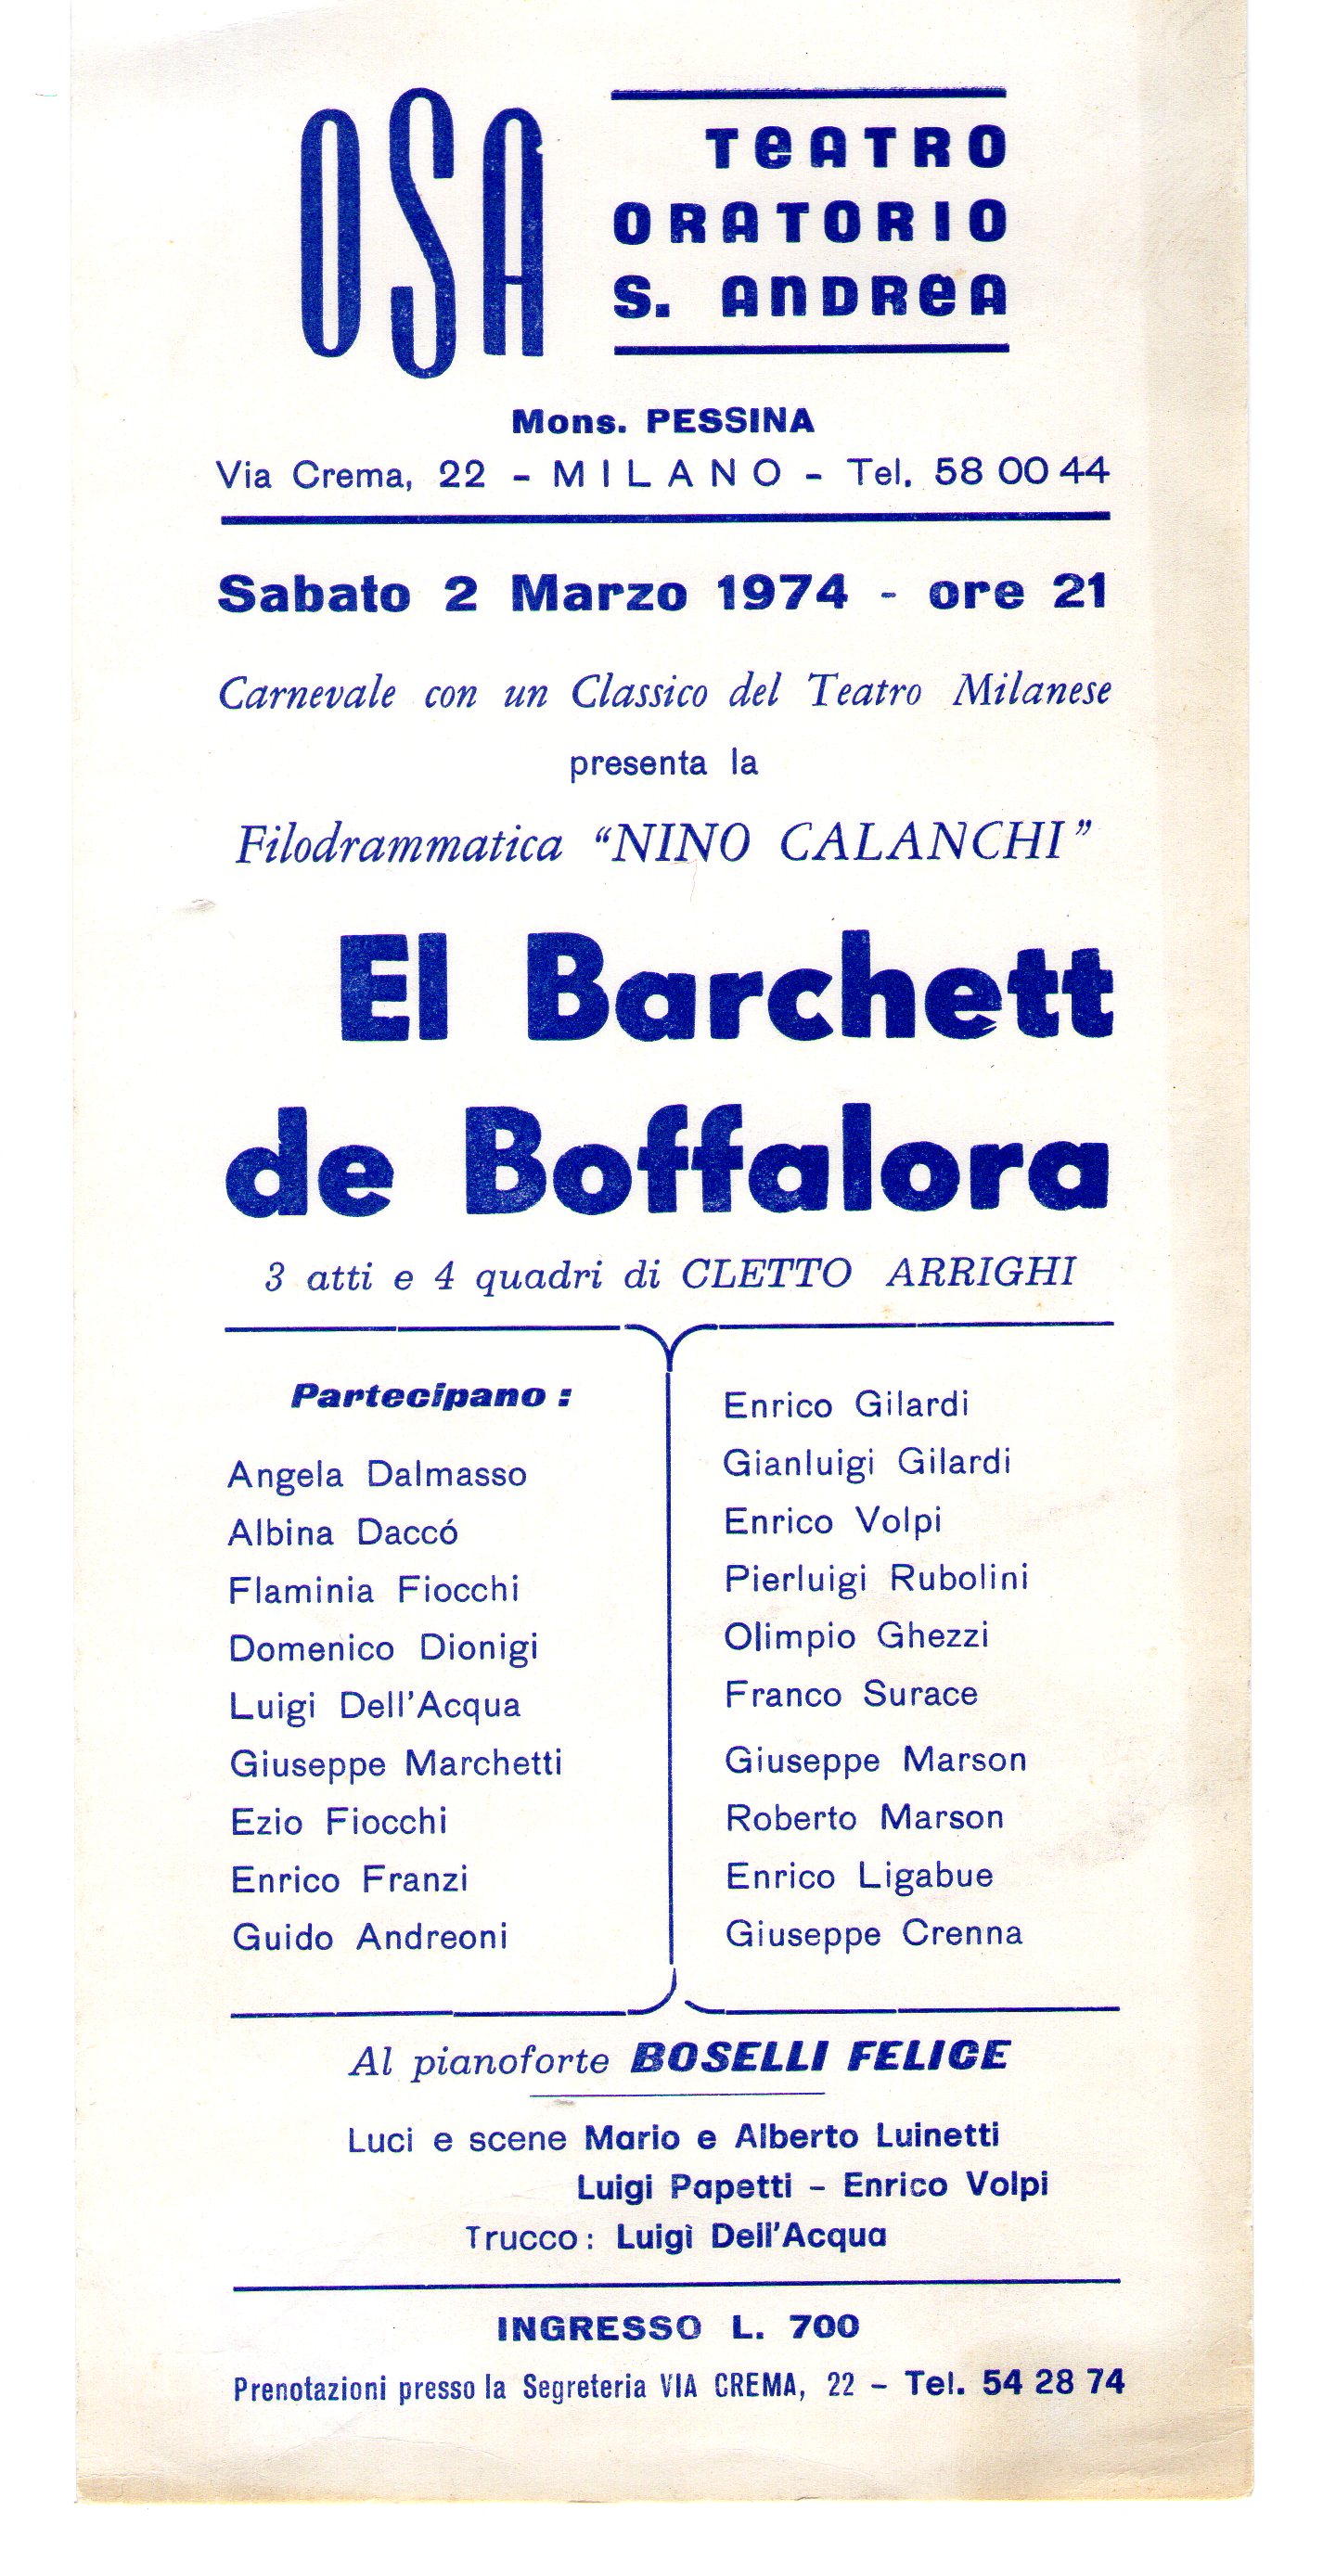 OSA
TEATRO
ORATORIO
S. ANDREA
Mons. PESSINA
Via Crema, 22 - MILANO - Tel. 58 00 44
Sabato 2 Marzo 1974 - ore 21
Carnevale con un Classico del Teatro Milanese
presenta la
Filodrammatica “NINO CALANCHI”
El Barchett
de Boffalora
3 atti e 4 quadri di CLETTO ARRIGHI
Partecipano :
Angela Dalmasso
Albina Daccó
Flaminia Fiocchi
Domenico Dionigi
Luigi Dell'Acqua
Giuseppe Marchetti
Ezio Fiocchi
Enrico Franzi
Guido Andreoni
Enrico Gilardi
Gianluigi Gilardi
Enrico Volpi
Pierluigi Rubolini
Olimpio Ghezzi
Franco Surace
Giuseppe Marson
Roberto Marson
Enrico Ligabue
Giuseppe Crenna
Al pianoforte BOSELLI FELICE
Luci e scene Mario e Alberto Luinetti
Luigi Papetti - Enrico Volpi
Trucco : Luigi Dell'Acqua
INGRESSO L. 700
Prenotazioni presso la Segreteria VIA CREMA, 22 - Tel. 54 28 74